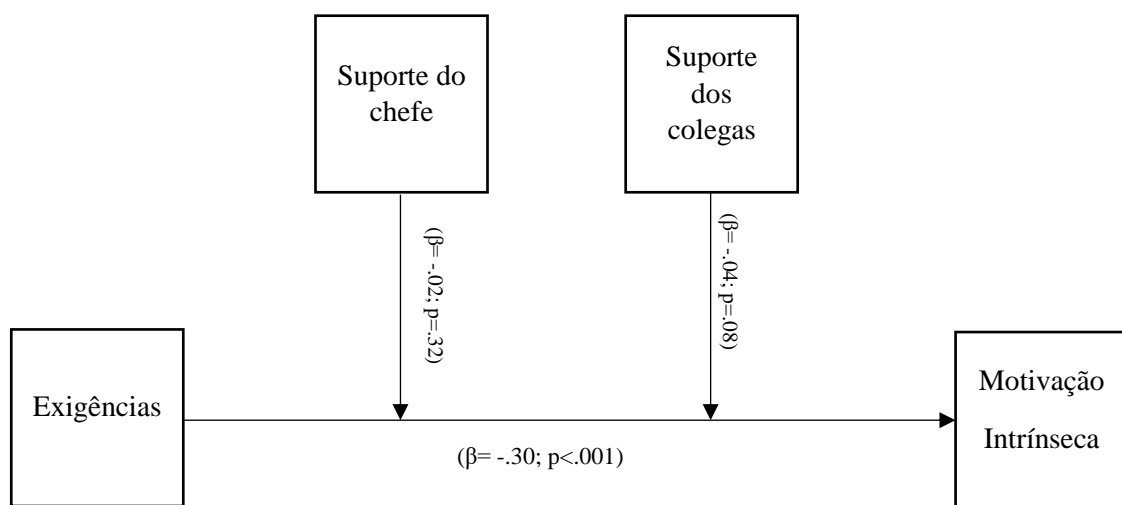 Suporte do
chefe
Suporte
dos
colegas
(β= -.02; p=.32)
(β= -.04; p=.08)
Exigências
(β= -.30; p<.001)
Motivação
Intrínseca